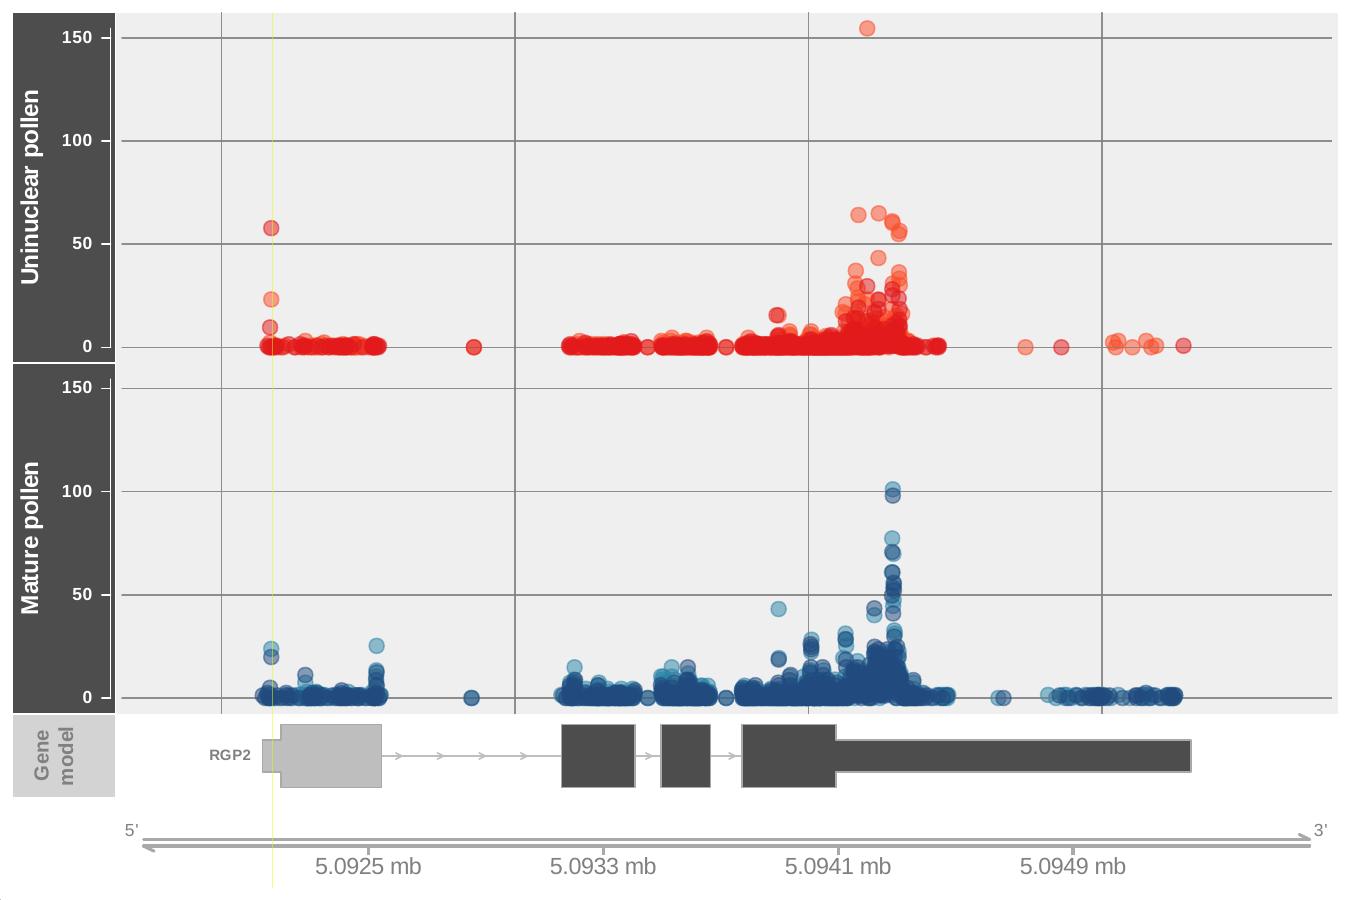 Uninuclear pollen
150
100
50
0
Mature pollen
150
100
50
0
Gene
model
RGP2
5'
3'
5.0925 mb
5.0933 mb
5.0941 mb
5.0949 mb